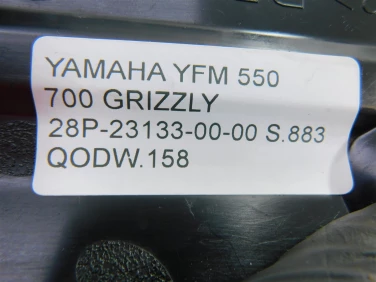 YAMAHA YFM 550
700 GRIZZLY
28P-23133-00-00 S.883
QODW.158